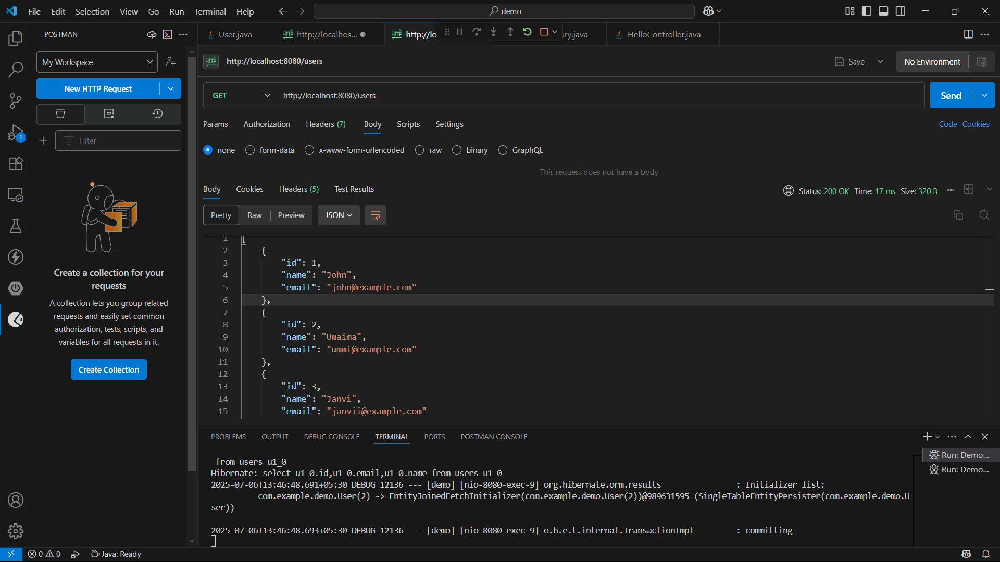 File Edit Selection View Go Run Terminal Help demo
POSTMAN
User.java http://localhos... http://lo ry.java HelloController.java
My Workspace
HTTP http://localhost:8080/users Save No Environment
New HTTP Request
GET http://localhost:8080/users Send
Params Authorization Headers (7) Body Scripts Settings Code Cookies
Filter
none form-data x-www-form-urlencoded raw binary GraphQL
This request does not have a body
Body Cookies Headers (5) Test Results Status: 200 OK Time: 17 ms Size: 320 B
Pretty Raw Preview JSON
1 [
2 {
3 "id": 1,
4 "name": "John",
5 "email": "john@example.com"
6 },
7 {
8 "id": 2,
9 "name": "Umaima",
10 "email": "ummi@example.com"
11 },
12 {
13 "id": 3,
14 "name": "Janvi",
15 "email": "janvii@example.com"
Create a collection for your
requests
A collection lets you group related
requests and easily set common
authorization, tests, scripts, and
variables for all requests in it.
Create Collection
PROBLEMS OUTPUT DEBUG CONSOLE TERMINAL PORTS POSTMAN CONSOLE
from users u1_0
Hibernate: select u1_0.id,u1_0.email,u1_0.name from users u1_0
2025-07-06T13:46:48.691+05:30 DEBUG 12136 --- [demo] [nio-8080-exec-9] org.hibernate.orm.results : Initializer list:
com.example.demo.User(2) -> EntityJoinedFetchInitializer(com.example.demo.User(2))@989631595 (SingleTableEntityPersister(com.example.demo.U
ser))
2025-07-06T13:46:48.693+05:30 DEBUG 12136 --- [demo] [nio-8080-exec-9] o.h.e.t.internal.TransactionImpl : committing
Run: Demo...
Run: Demo...
1
0 0 Java: Ready